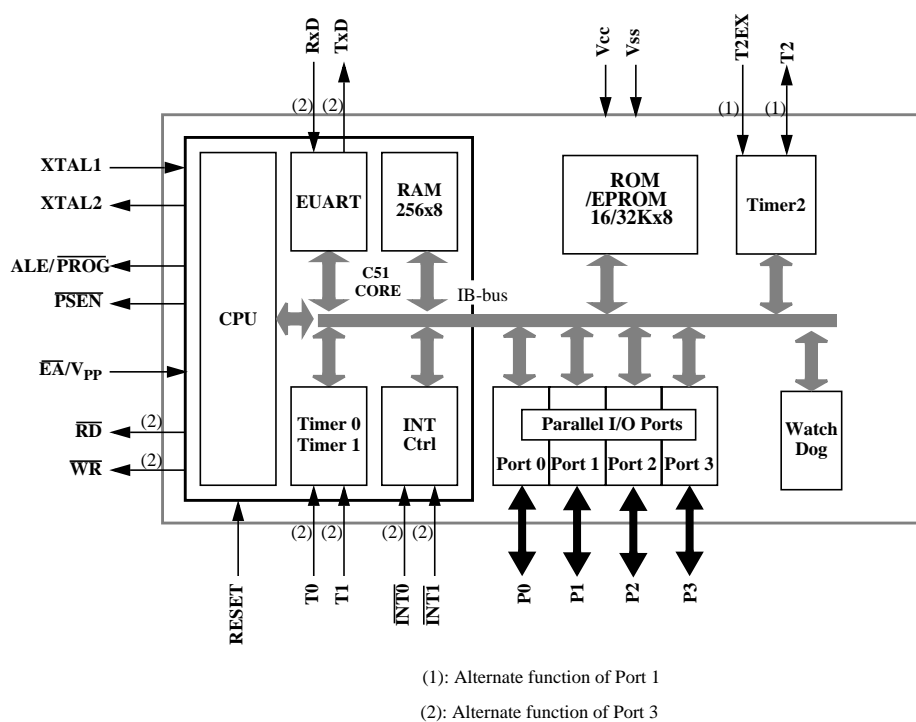 RxD
TxD
Vcc
Vss
T2EX
T2
(2)
(2)
(1)
(1)
XTAL1
XTAL2
ALE/PROG
PSEN
EA/VPP
RD
(2)
WR
(2)
CPU
EUART
RAM
256x8
C51
CORE
IB-bus
ROM
/EPROM
16/32Kx8
Timer2
Timer 0
Timer 1
INT
Ctrl
Parallel I/O Ports
Port 0
Port 1
Port 2
Port 3
Watch
Dog
(2)
(2)
(2)
(2)
RESET
T0
T1
INT0
INT1
P0
P1
P2
P3
(1): Alternate function of Port 1
(2): Alternate function of Port 3